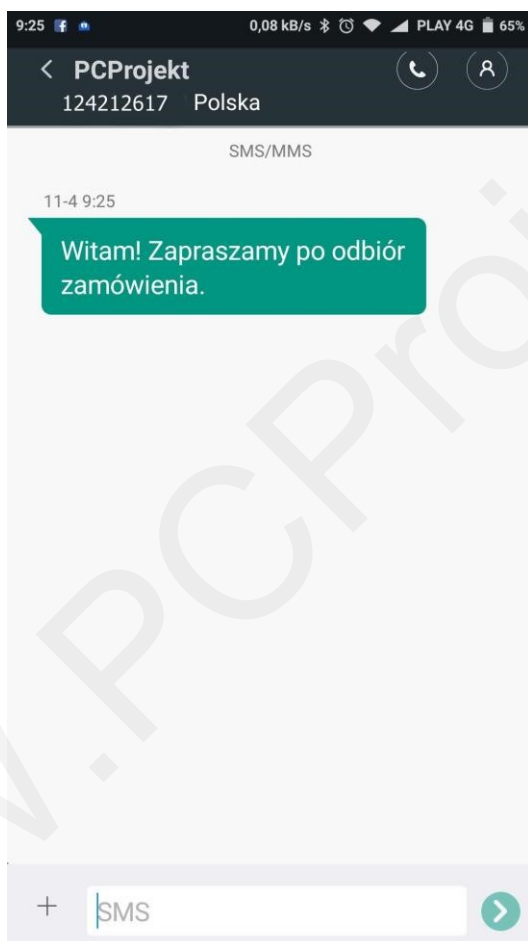 9:25 0,08 kB/s PLAY 4G 65%
PCProjekt
124212617 Polska
SMS/MMS
11-4 9:25
Witam! Zapraszamy po odbiór
zamówienia.
SMS
.PCPro